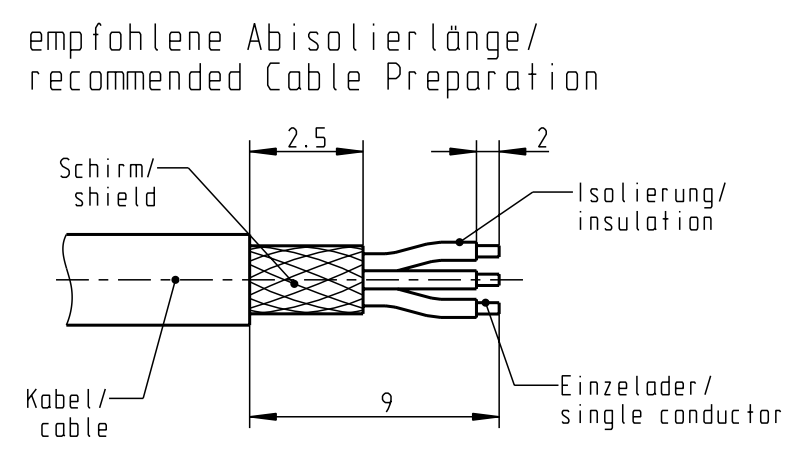 empfohlene Abisolierlänge/
recommended Cable Preparation
2.5
2
Schirm/
shield
Isolierung/
insulation
Kabel/
cable
9
Einzelader/
single conductor